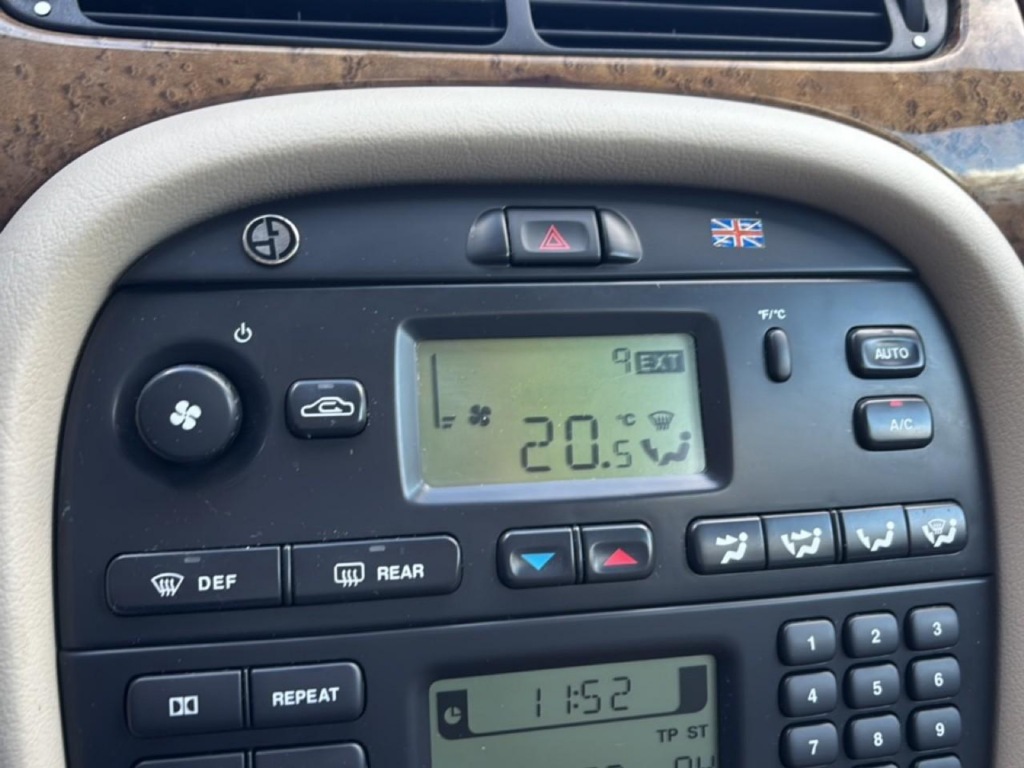 °F/°C
AUTO
9 EXT
A/C
20.5 °C
DEF
REAR
1 2 3
REPEAT
4 5 6
11:52
TP ST
7 8 9